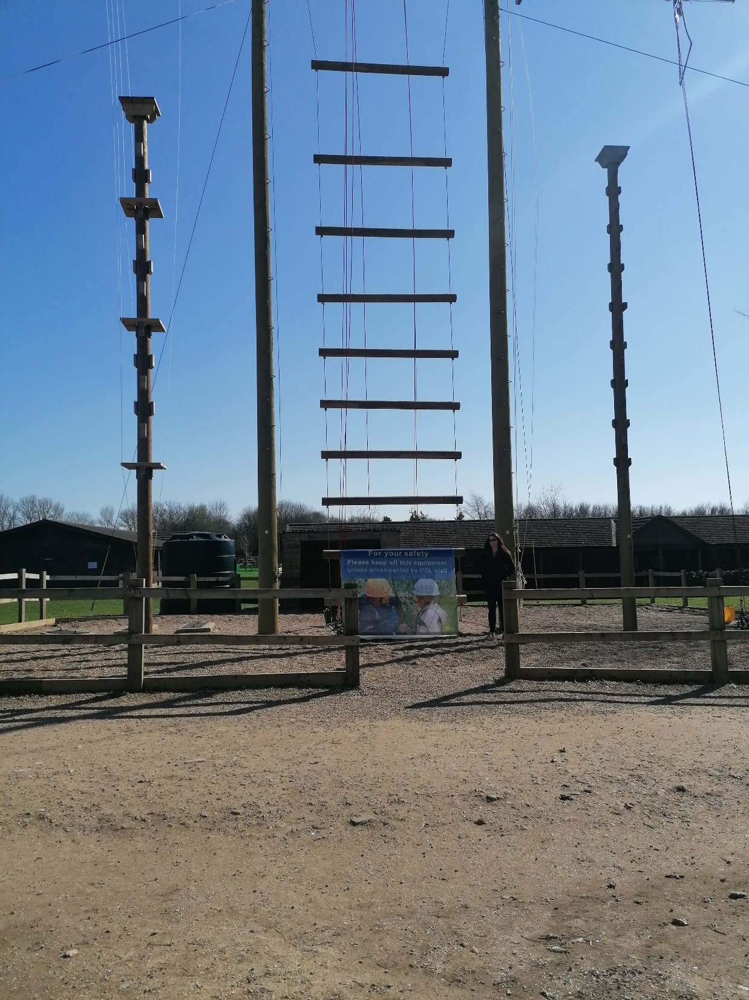 For your safety
Please keep off this equipment
unless accompanied by PGL staff